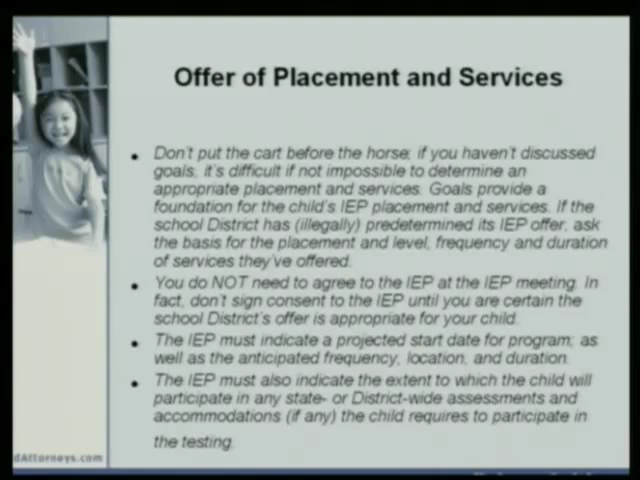 Offer of Placement and Services
• Don't put the cart before the horse; if you haven't discussed
goals, it's difficult if not impossible to determine an
appropriate placement and services. Goals provide a
foundation for the child's IEP placement and services. If the
school District has (illegally) predetermined its IEP offer, ask
the basis for the placement and level, frequency and duration
of services they've offered.
• You do NOT need to agree to the IEP at the IEP meeting. In
fact, don't sign consent to the IEP until you are certain the
school District's offer is appropriate for your child.
• The IEP must indicate a projected start date for program; as
well as the anticipated frequency, location, and duration.
• The IEP must also indicate the extent to which the child will
participate in any state- or District-wide assessments and
accommodations (if any) the child requires to participate in
the testing.
dAttorneys.com